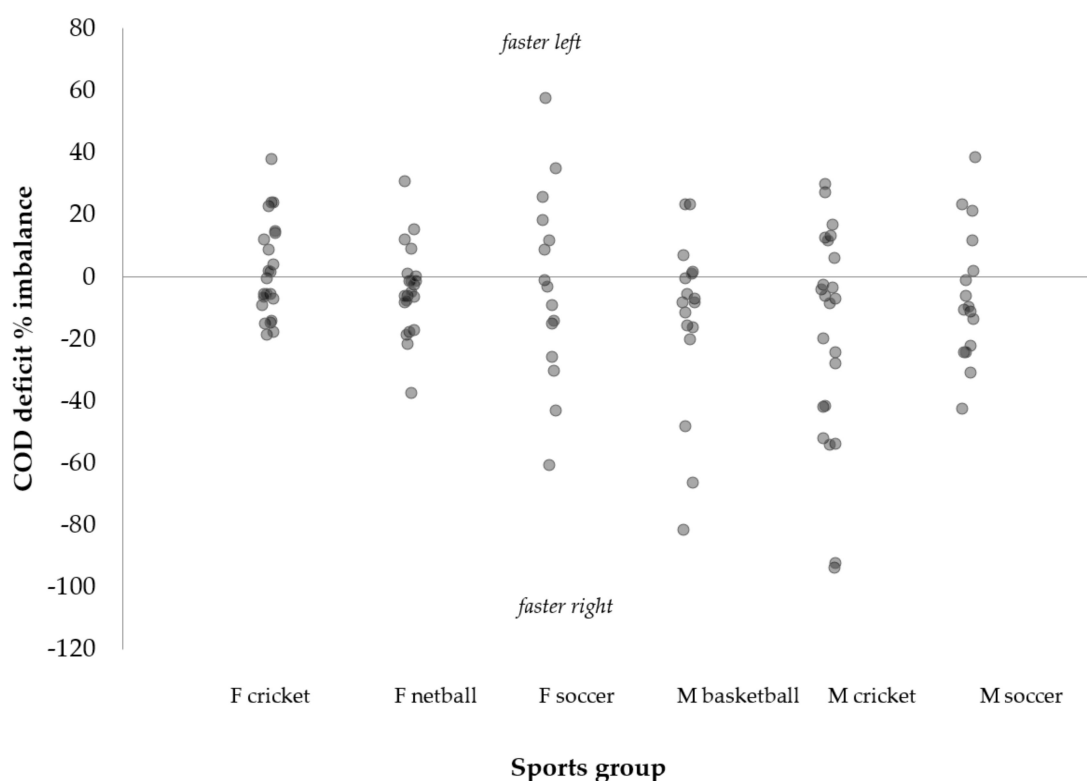 80
faster left
60
40
20
0
-20
-40
-60
-80
-100
faster right
-120
COD deficit % imbalance
F cricket F netball F soccer M basketball M cricket M soccer
Sports group